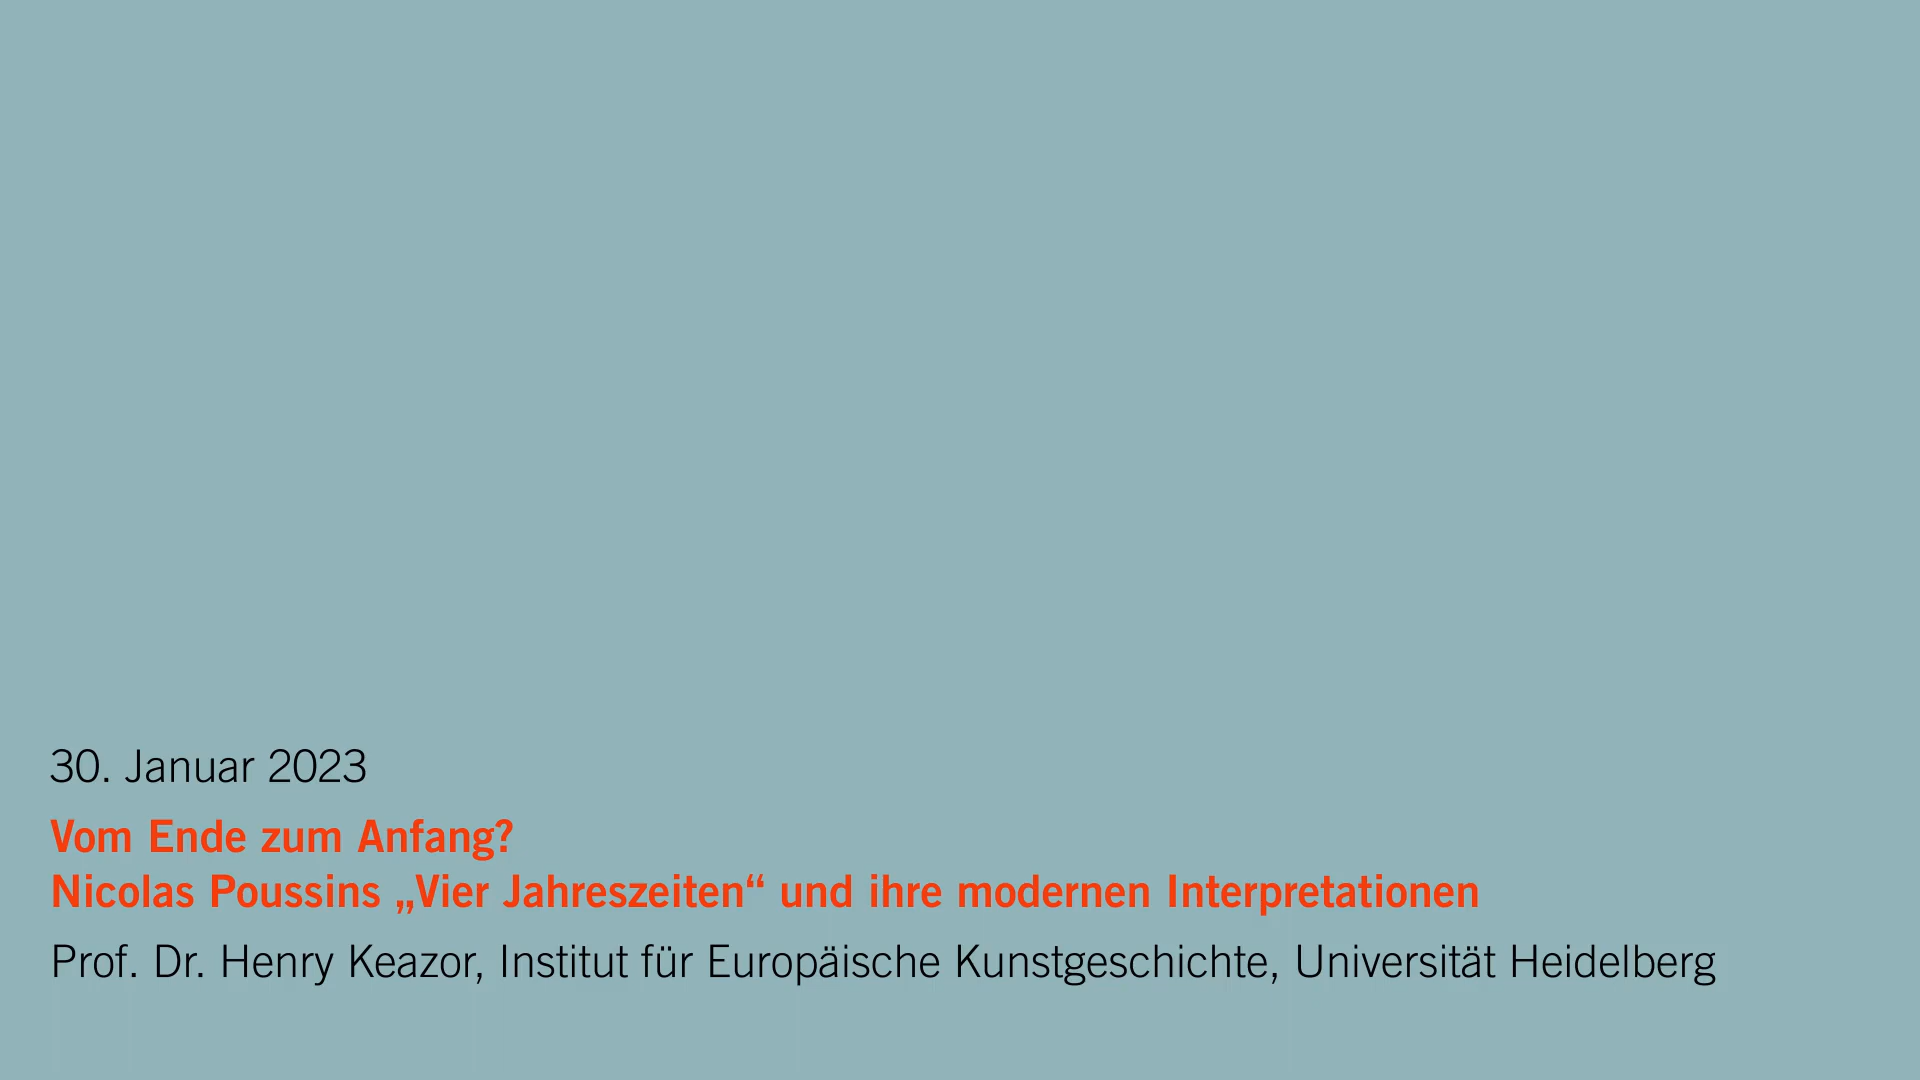 30. Januar 2023
Vom Ende zum Anfang?
Nicolas Poussins „Vier Jahreszeiten“ und ihre modernen Interpretationen
Prof. Dr. Henry Keazor, Institut für Europäische Kunstgeschichte, Universität Heidelberg